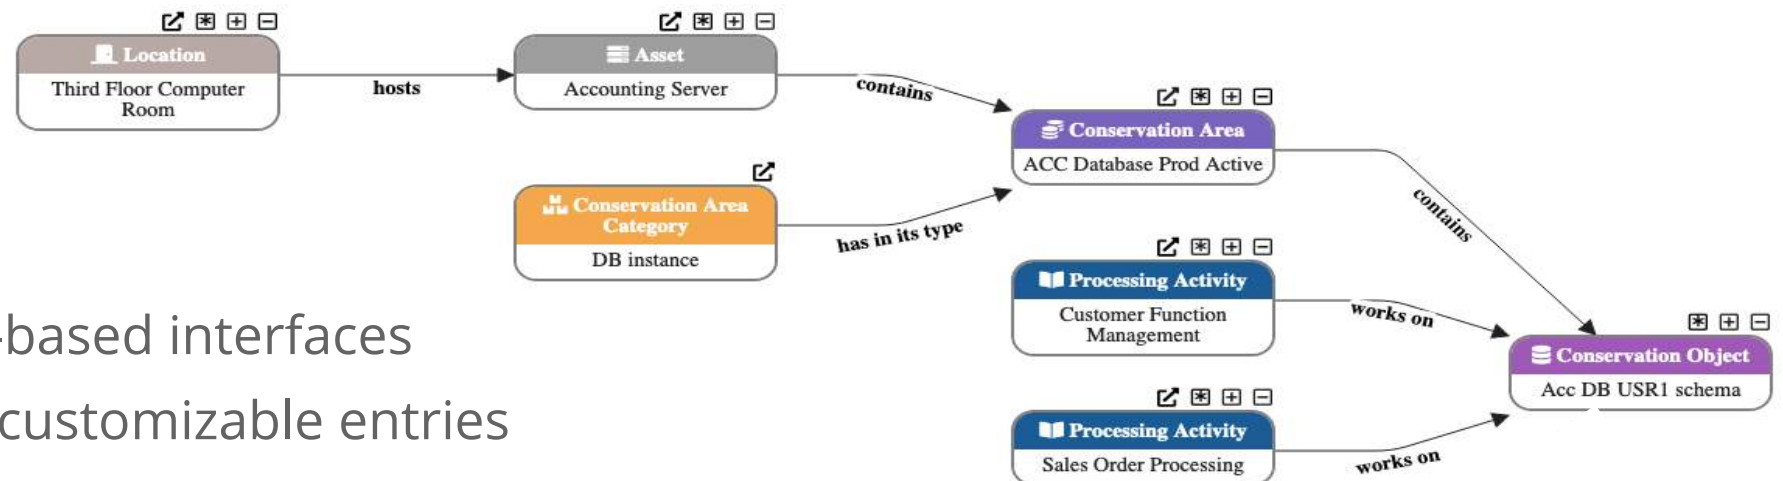 Location
Third Floor Computer
Room
hosts
Asset
Accounting Server
contains
Conservation Area
ACC Database Prod Active
Conservation Area
Category
DB instance
has in its type
contains
Processing Activity
Customer Function
Management
works on
Conservation Object
Acc DB USR1 schema
Processing Activity
Sales Order Processing
works on
-based interfaces
customizable entries